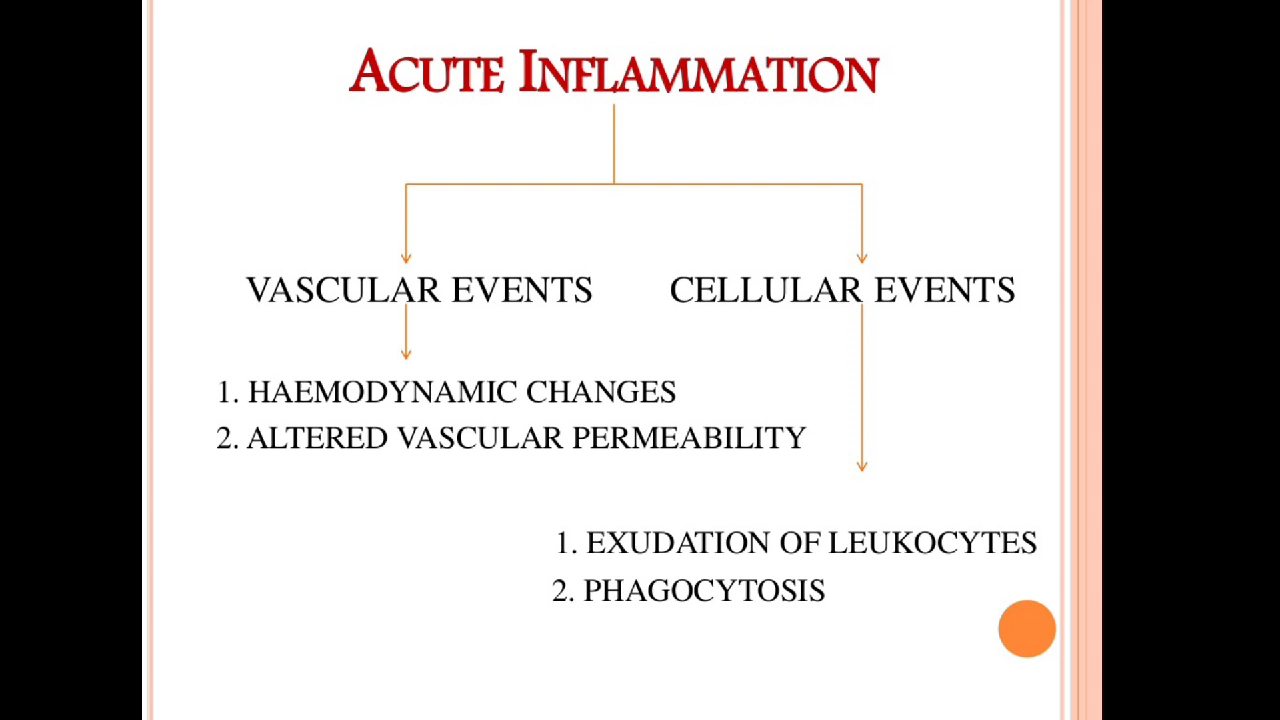 ACUTE INFLAMMATION
VASCULAR EVENTS
CELLULAR EVENTS
1. HAEMODYNAMIC CHANGES
2. ALTERED VASCULAR PERMEABILITY
1. EXUDATION OF LEUKOCYTES
2. PHAGOCYTOSIS